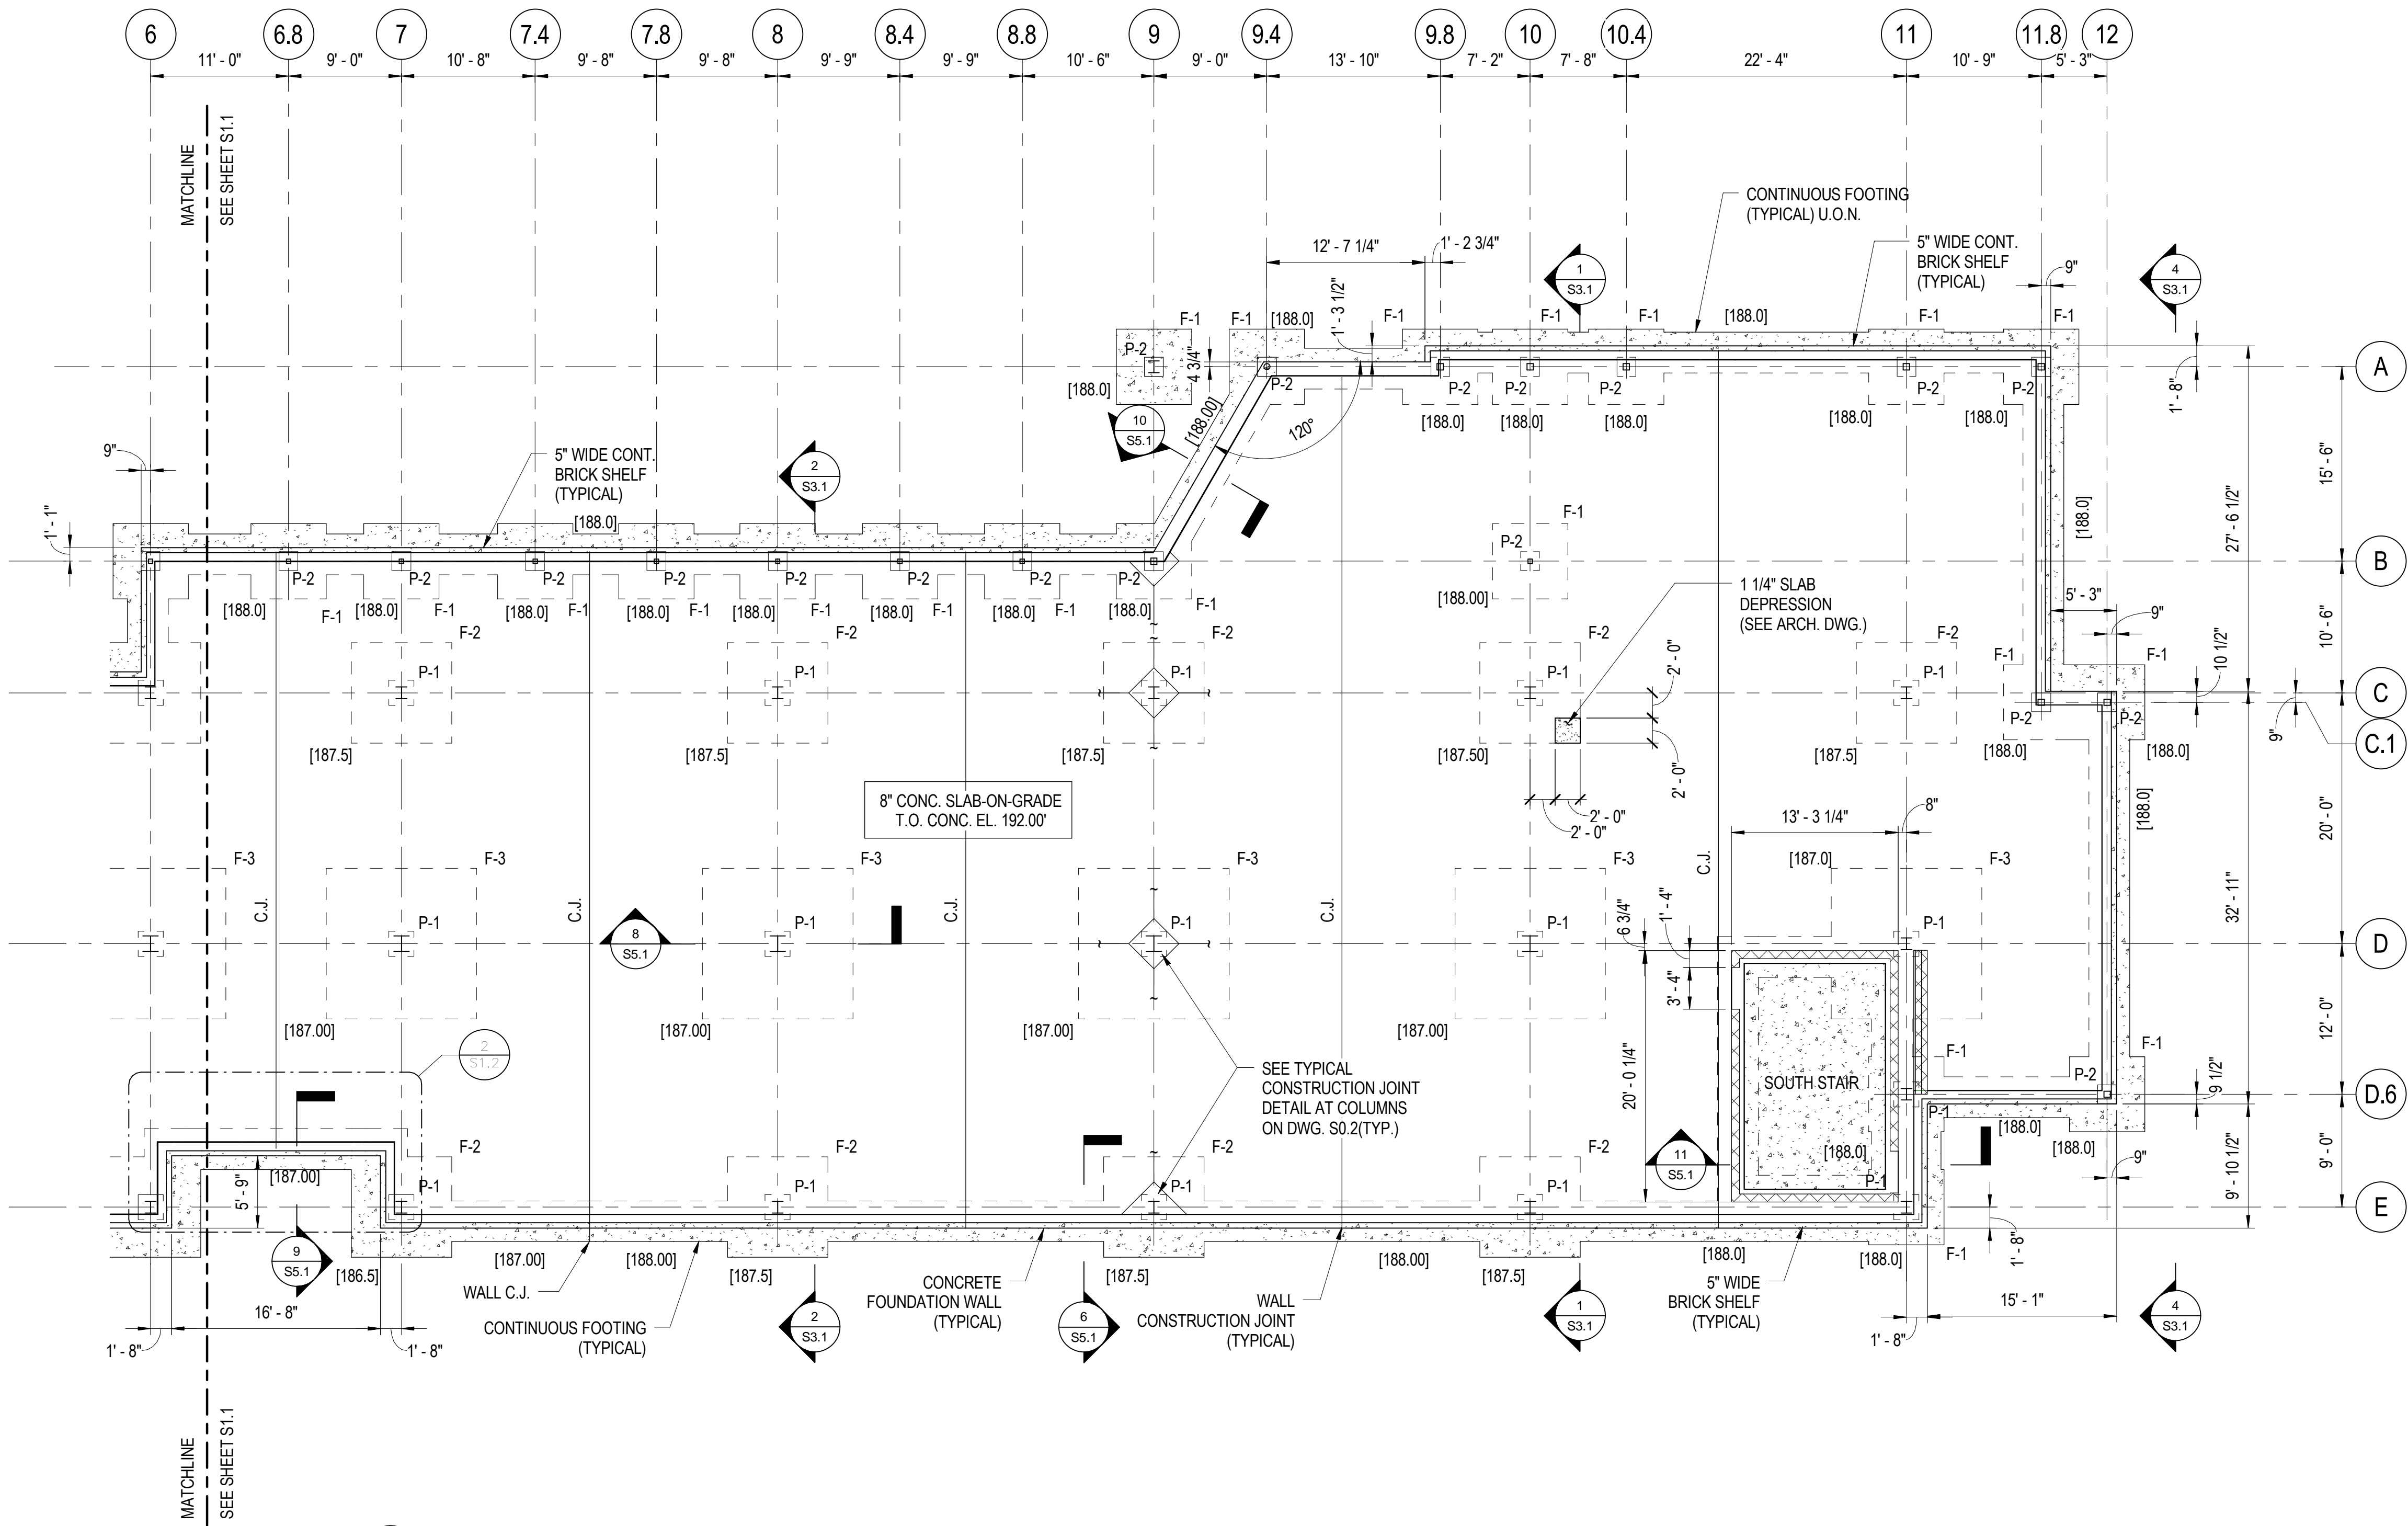 6
6.8
7
7.4
7.8
8
8.4
8.8
9
9.4
9.8
10
10.4
11
11.8
12
11' - 0"
9' - 0"
10' - 8"
9' - 8"
9' - 8"
9' - 9"
9' - 9"
10' - 6"
9' - 0"
13' - 10"
7' - 2"
7' - 8"
22' - 4"
10' - 9"
5' - 3"
MATCHLINE
SEE SHEET S1.1
CONTINUOUS FOOTING
(TYPICAL) U.O.N.
5" WIDE CONT.
BRICK SHELF
(TYPICAL)
12' - 7 1/4"
1' - 2 3/4"
1' - 3 1/2"
1
S3.1
9"
4
S3.1
F-1
F-1
[188.0]
F-1
F-1
F-1
[188.0]
F-1
F-1
P-2
4 3/4"
[188.0]
P-2
P-2
P-2
P-2
P-2
P-2
[188.0]
[188.0]
[188.0]
[188.0]
[188.0]
A
1' - 8"
10
S5.1
[188.00]
120°
15' - 6"
27' - 6 1/2"
9"
5" WIDE CONT.
BRICK SHELF
(TYPICAL)
2
S3.1
[188.0]
[188.0]
1' - 1"
F-1
P-2
B
P-2
P-2
P-2
P-2
P-2
P-2
P-2
P-2
[188.0]
F-1
[188.0]
F-1
[188.0]
F-1
[188.0]
F-1
[188.0]
F-1
[188.0]
F-1
[188.0]
F-1
[188.0]
F-1
[188.00]
1 1/4" SLAB
DEPRESSION
(SEE ARCH. DWG.)
5' - 3"
9"
10' - 6"
10 1/2"
F-2
F-2
F-2
F-2
F-2
F-1
F-1
P-1
P-1
P-1
P-1
P-1
2' - 0"
2' - 0"
P-2
P-2
C
C.1
9"
[187.5]
[187.5]
[187.5]
[187.50]
[187.5]
[188.0]
[188.0]
8" CONC. SLAB-ON-GRADE
T.O. CONC. EL. 192.00'
2' - 0"
2' - 0"
13' - 3 1/4"
8"
[188.0]
20' - 0"
32' - 11"
F-3
F-3
F-3
F-3
[187.0]
F-3
C.J.
C.J.
C.J.
C.J.
C.J.
P-1
P-1
P-1
P-1
P-1
8
S5.1
6 3/4"
1' - 4"
3' - 4"
D
12' - 0"
[187.00]
[187.00]
[187.00]
[187.00]
2
S1.2
SEE TYPICAL
CONSTRUCTION JOINT
DETAIL AT COLUMNS
ON DWG. S0.2(TYP.)
20' - 0 1/4"
SOUTH STAIR
F-1
F-1
P-2
9 1/2"
D.6
P-1
[188.0]
[188.0]
9' - 0"
9' - 10 1/2"
F-2
F-2
F-2
F-2
11
S5.1
[188.0]
9"
[187.00]
5' - 9"
P-1
P-1
P-1
P-1
P-1
E
9
S5.1
[186.5]
[187.00]
[188.00]
[187.5]
[187.5]
[188.00]
[187.5]
[188.0]
[188.0]
F-1
1' - 8"
16' - 8"
1' - 8"
1' - 8"
WALL C.J.
CONTINUOUS FOOTING
(TYPICAL)
2
S3.1
CONCRETE
FOUNDATION WALL
(TYPICAL)
6
S5.1
WALL
CONSTRUCTION JOINT
(TYPICAL)
1
S3.1
5" WIDE
BRICK SHELF
(TYPICAL)
15' - 1"
1' - 8"
4
S3.1
MATCHLINE
SEE SHEET S1.1